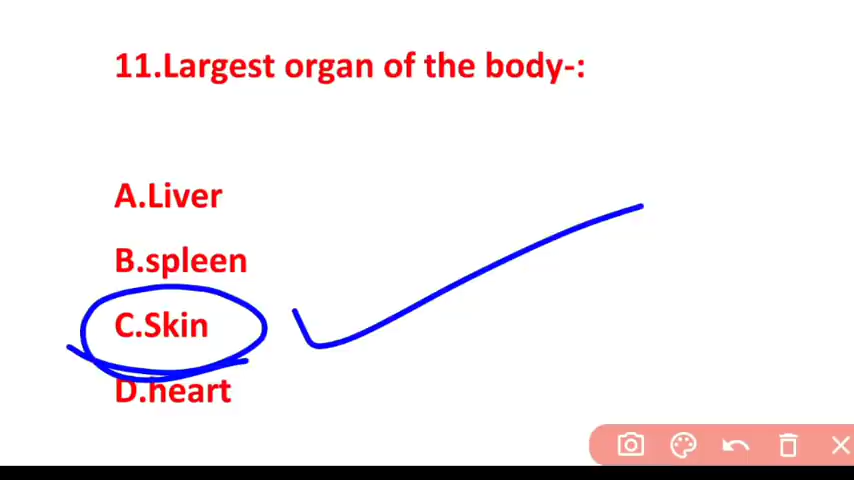 11.Largest organ of the body-:
A.Liver
B.spleen
C.Skin
D.heart